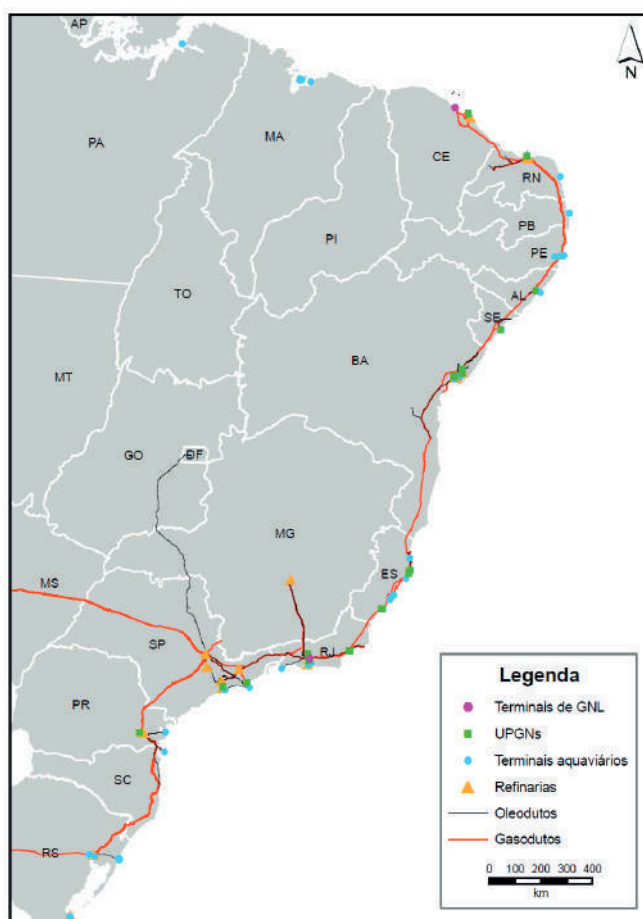 AP
N
PA
MA
CE
RN
PB
PI
PE
TO
AL
SE
BA
MT
GO
DF
MG
MS
ES
SP
RJ
PR
SC
RS
Legenda
Terminais de GNL
UPGNs
Terminais aquaviários
Refinarias
Oleodutos
Gasodutos
0 100 200 300 400
km